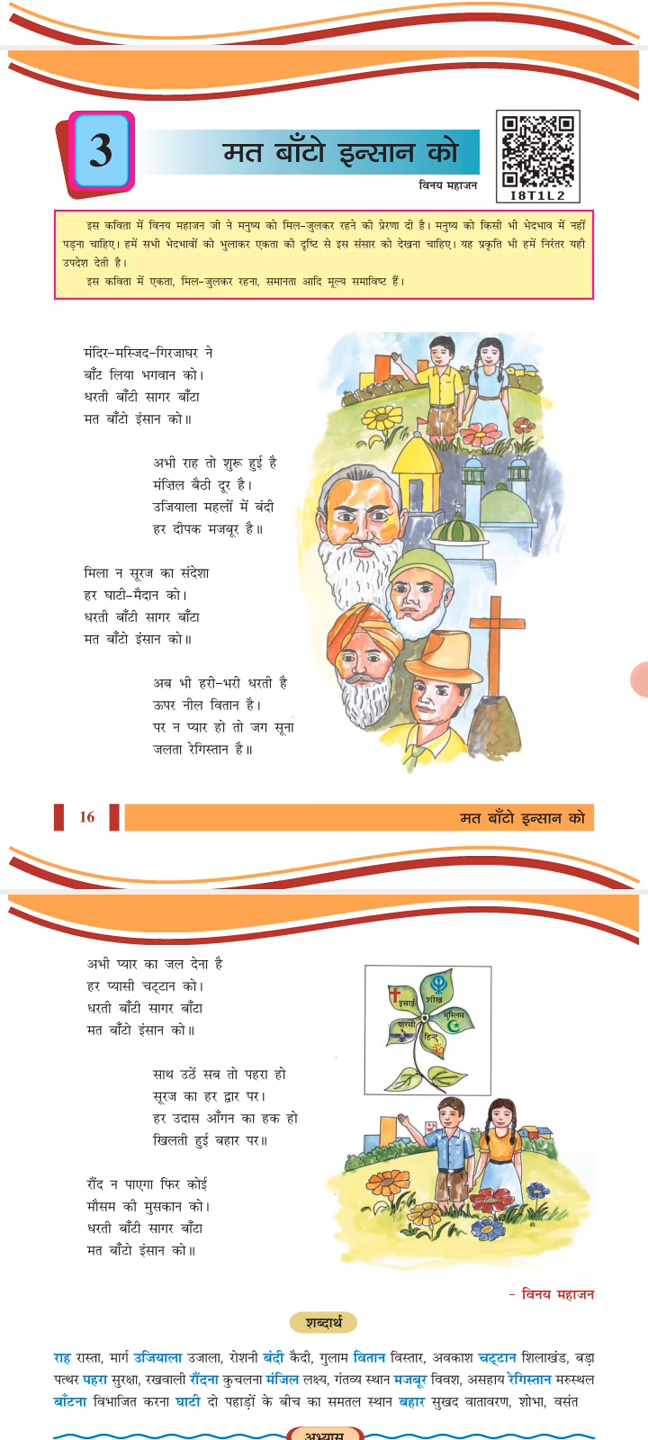 3
मत बाँटो इन्सान को
विनय महाजन
I8T1L2
इस कविता में विनय महाजन जी ने मनुष्य को मिल-जुलकर रहने की प्रेरणा दी है। मनुष्य को किसी भी भेदभाव में नहीं
पड़ना चाहिए। हमें सभी भेदभावों को भुलाकर एकता की दृष्टि से इस संसार को देखना चाहिए। यह प्रकृति भी हमें निरंतर यही
उपदेश देती है।
इस कविता में एकता, मिल-जुलकर रहना, समानता आदि मूल्य समाविष्ट हैं।
मंदिर-मस्जिद-गिरजाघर ने
बाँट लिया भगवान को।
धरती बाँटी सागर बाँटा
मत बाँटो इंसान को॥
अभी राह तो शुरू हुई है
मंज़िल बैठी दूर है।
उजियाला महलों में बंदी
हर दीपक मजबूर है॥
मिला न सूरज का संदेशा
हर घाटी-मैदान को।
धरती बाँटी सागर बाँटा
मत बाँटो इंसान को॥
अब भी हरी-भरी धरती है
ऊपर नील वितान है।
पर न प्यार हो तो जग सूना
जलता रेगिस्तान है॥
16
मत बाँटो इन्सान को
अभी प्यार का जल देना है
हर प्यासी चट्टान को।
धरती बाँटी सागर बाँटा
मत बाँटो इंसान को॥
साथ उठें सब तो पहरा हो
सूरज का हर द्वार पर।
हर उदास आँगन का हक हो
खिलती हुई बहार पर॥
रौंद न पाएगा फिर कोई
मौसम की मुसकान को।
धरती बाँटी सागर बाँटा
मत बाँटो इंसान को॥
इसाई
शीख
मुस्लिम
पारसी
हिन्दु
ॐ
- विनय महाजन
शब्दार्थ
राह रास्ता, मार्ग उजियाला उजाला, रोशनी बंदी कैदी, गुलाम वितान विस्तार, अवकाश चट्टान शिलाखंड, बड़ा
पत्थर पहरा सुरक्षा, रखवाली रौंदना कुचलना मंजिल लक्ष्य, गंतव्य स्थान मजबूर विवश, असहाय रेगिस्तान मरुस्थल
बाँटना विभाजित करना घाटी दो पहाड़ों के बीच का समतल स्थान बहार सुखद वातावरण, शोभा, वसंत
अभ्यास